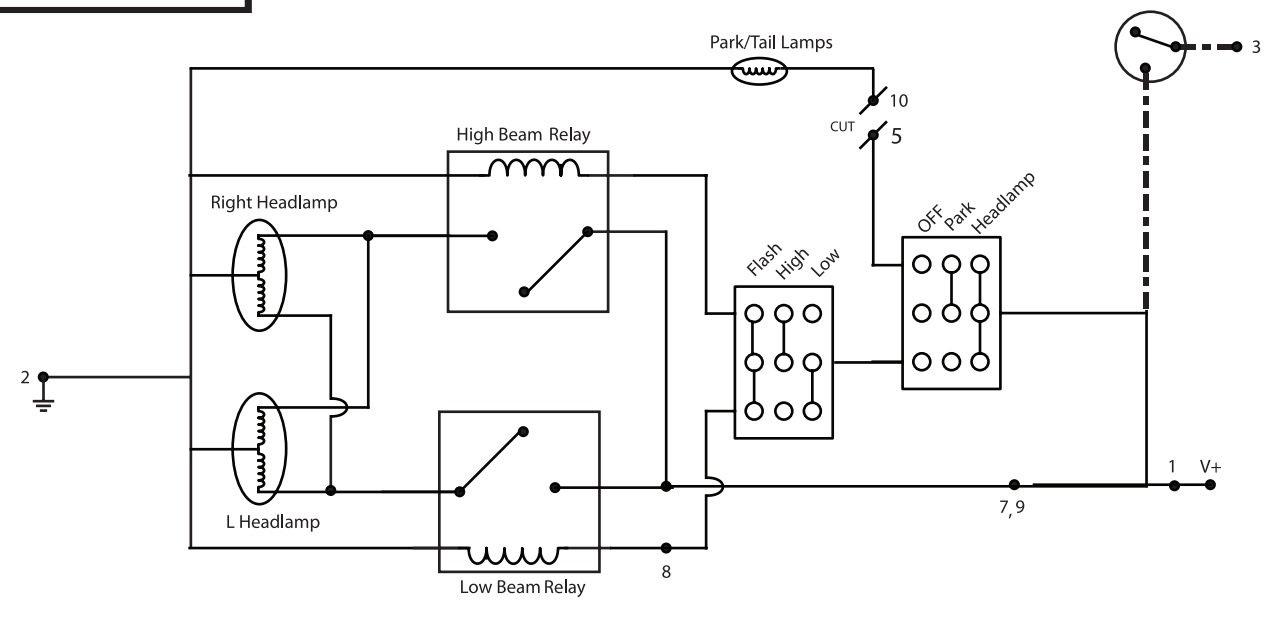 Park/Tail Lamps
3
10
CUT
5
High Beam Relay
OFF
Park
Headlamp
Right Headlamp
Flash
High
Low
2
1 V+
7, 9
L Headlamp
8
Low Beam Relay